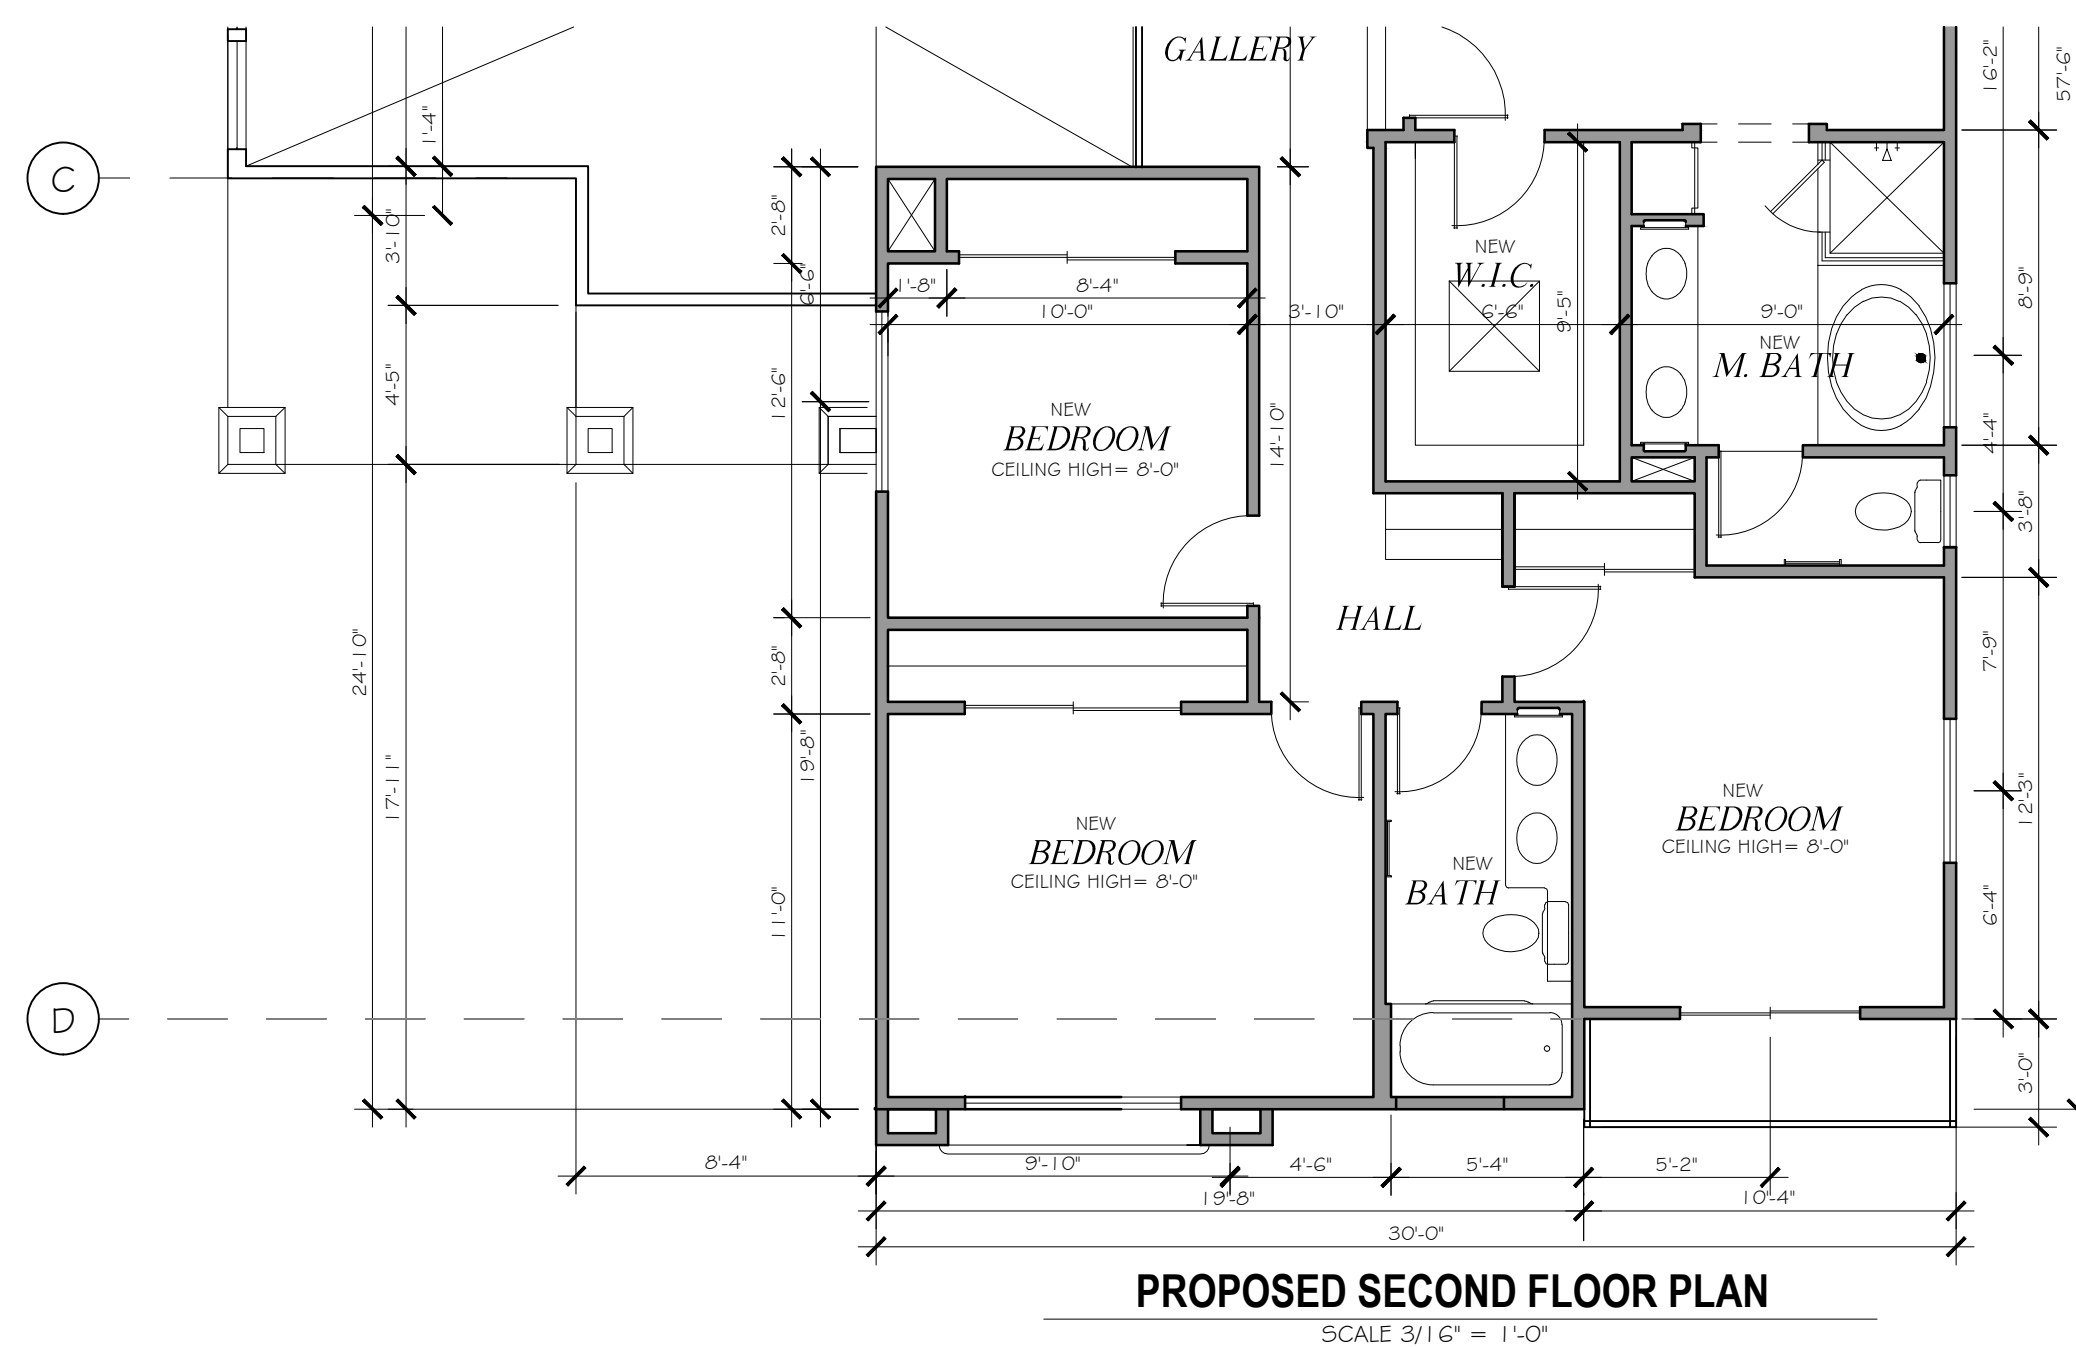 GALLERY
16'-2"
57'-6"
1'-4"
C
2'-8"
3'-10"
6'-6"
1'-8"
8'-4"
10'-0"
3'-10"
NEW
W.I.C.
6'-6"
9'-5"
9'-0"
NEW
M. BATH
8'-9"
4'-5"
12'-6"
NEW
BEDROOM
CEILING HIGH= 8'-0"
14'-10"
4'-4"
3'-8"
HALL
24'-10"
2'-8"
7'-9"
17'-11"
19'-8"
NEW
BEDROOM
CEILING HIGH= 8'-0"
NEW
BATH
NEW
BEDROOM
CEILING HIGH= 8'-0"
12'-3"
11'-0"
6'-4"
D
3'-0"
8'-4"
9'-10"
4'-6"
5'-4"
5'-2"
19'-8"
10'-4"
30'-0"
PROPOSED SECOND FLOOR PLAN
SCALE 3/16" = 1'-0"